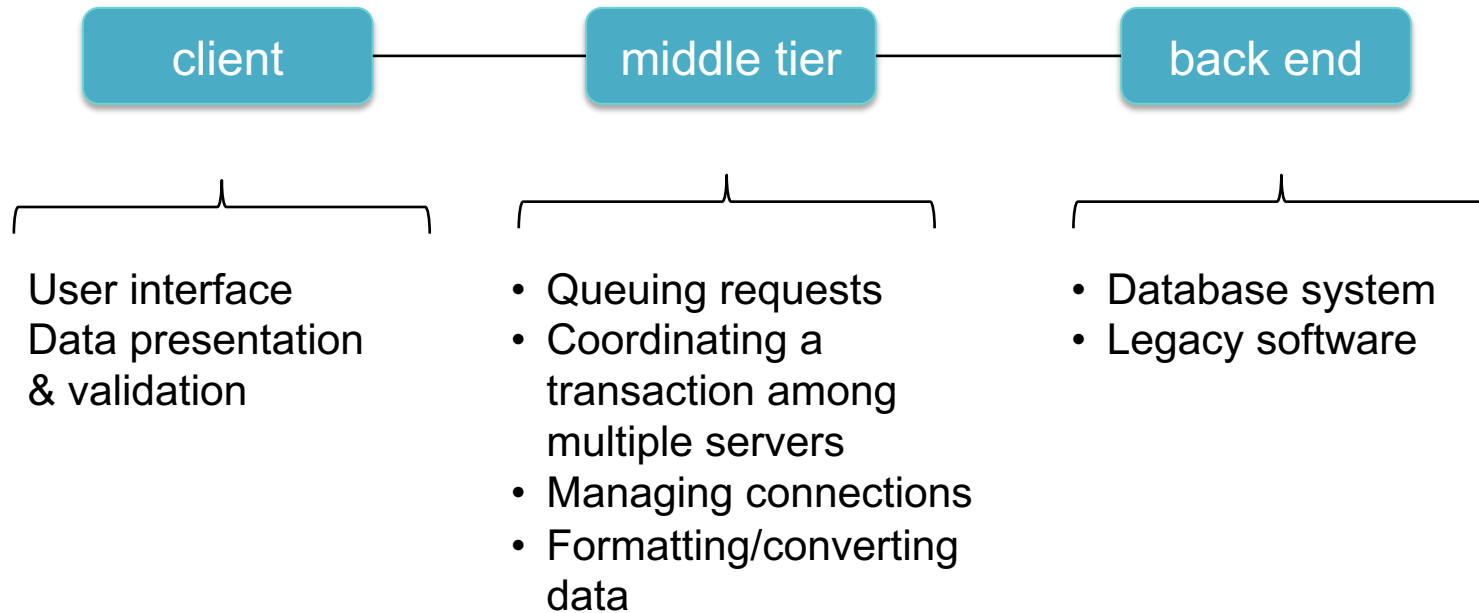 client
middle tier
back end
User interface
Data presentation
& validation
• Queuing requests
• Coordinating a
transaction among
multiple servers
• Managing connections
• Formatting/converting
data
• Database system
• Legacy software